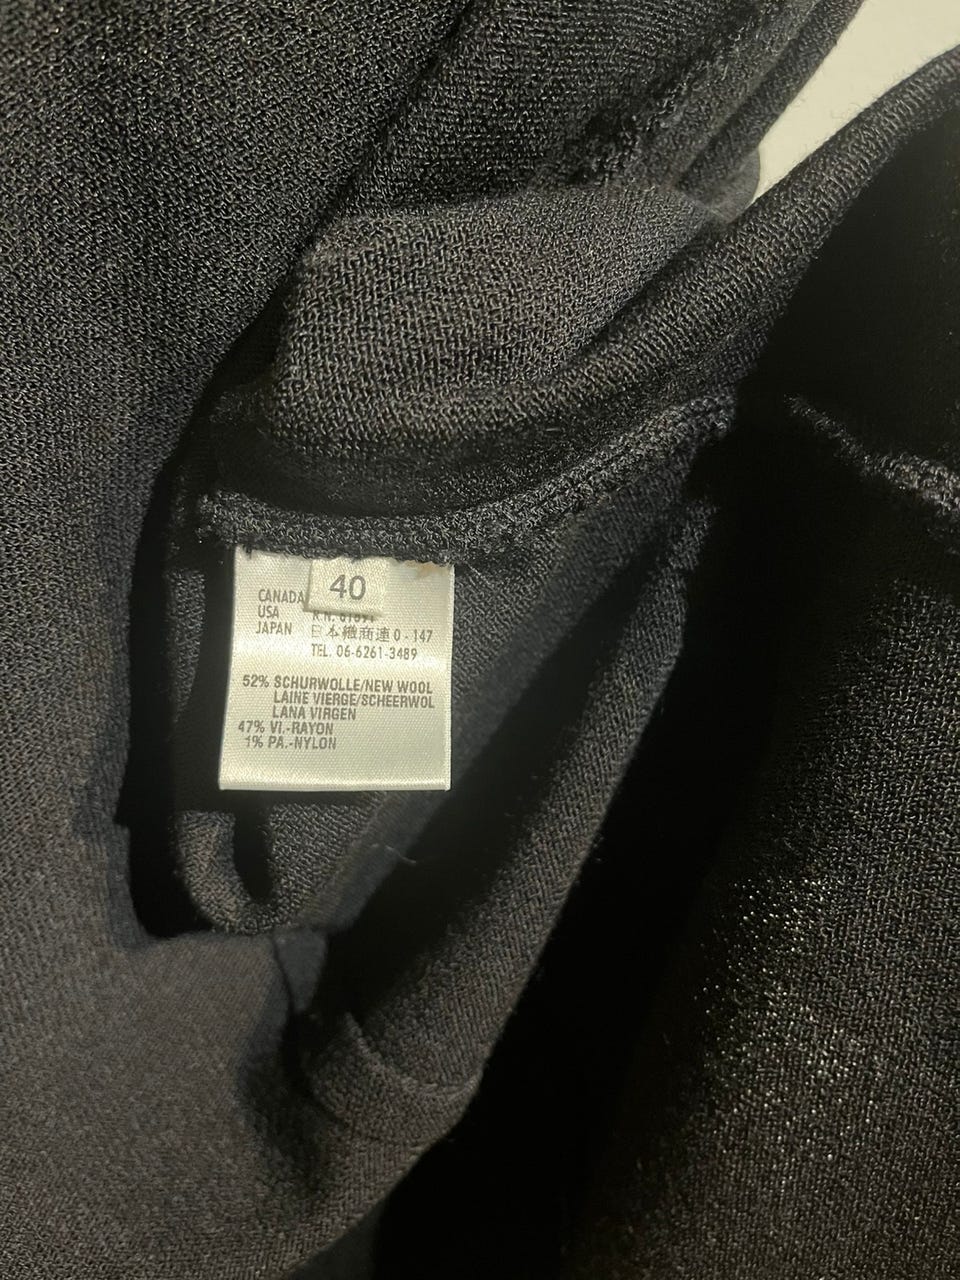 40
CANADA
USA
JAPAN 日本織商連 0 - 147
TEL. 06-6261-3489
52% SCHURWOLLE/NEW WOOL
LAINE VIERGE/SCHEERWOL
LANA VIRGEN
47% VI.-RAYON
1% PA.-NYLON